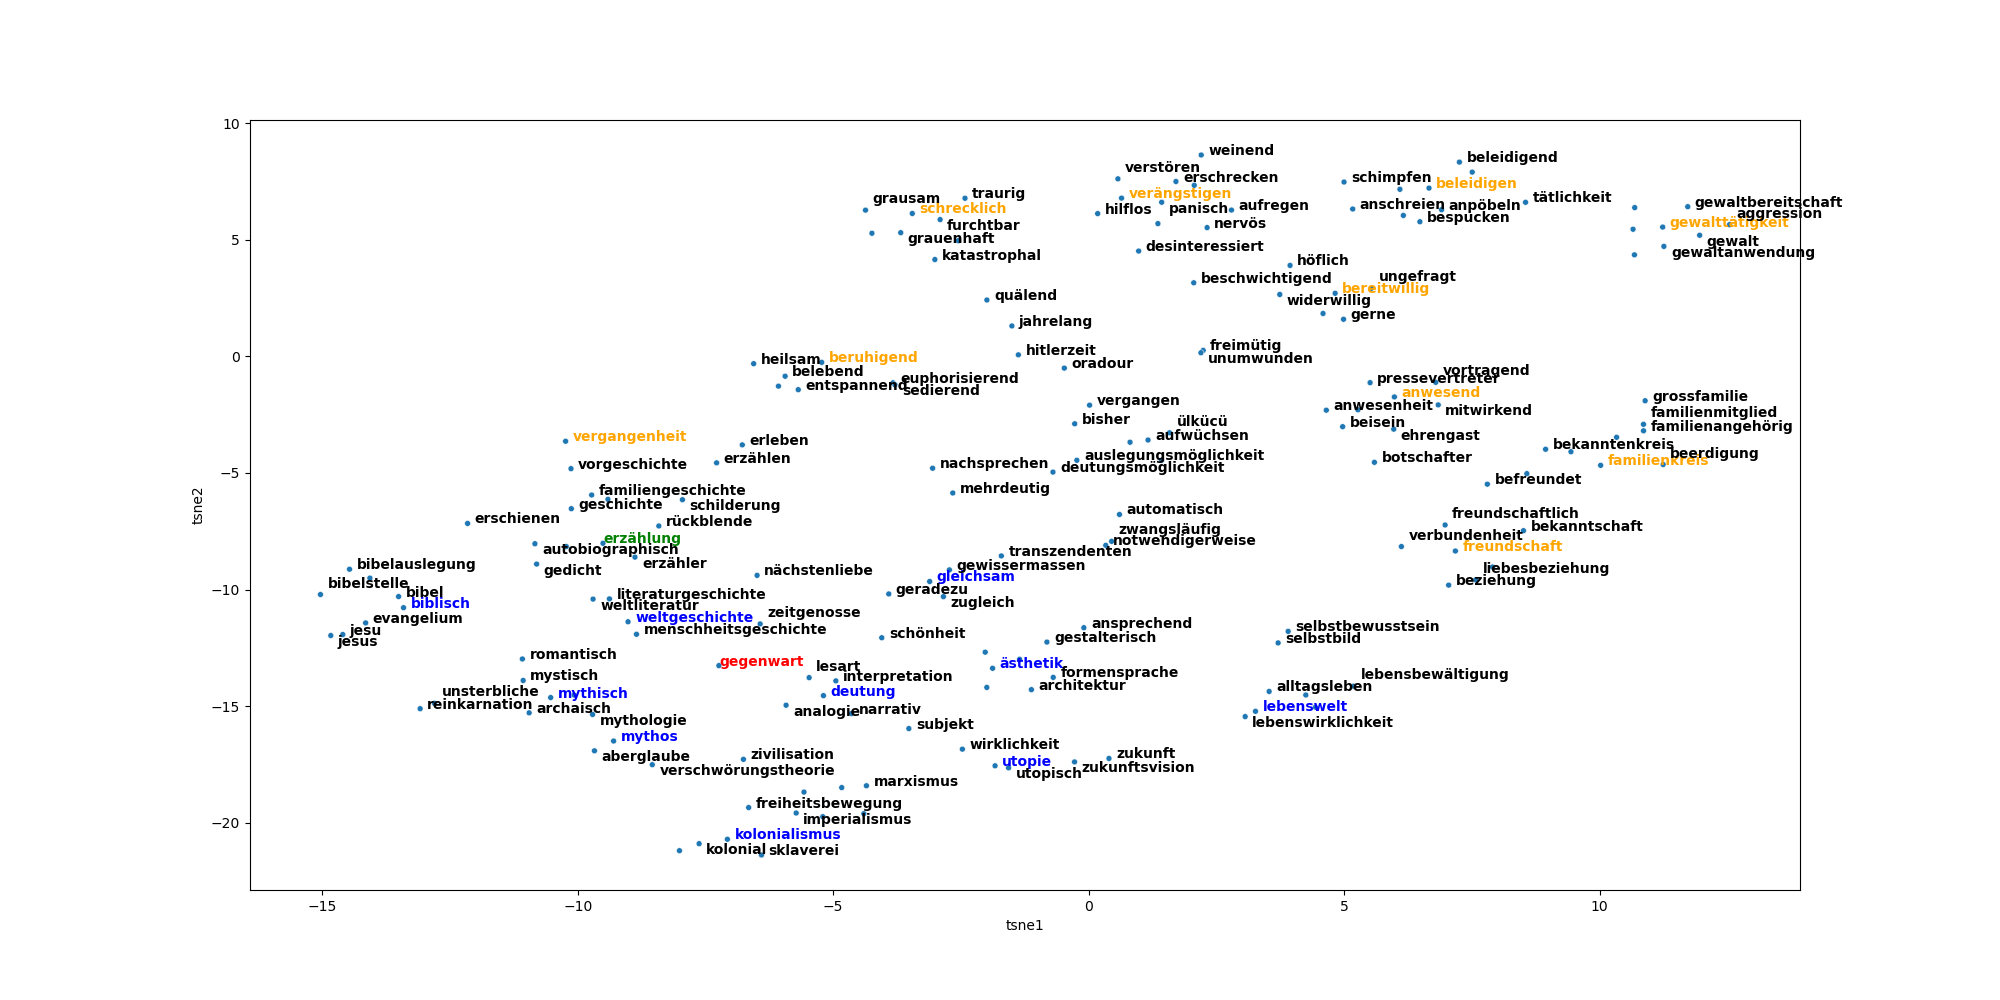 10
5
0
−5
−10
−15
−20
tsne2
weinend
verstören
beleidigend
erschrecken
schimpfen
beleidigen
verängstigen
traurig
grausam
tätlichkeit
gewaltbereitschaft
schrecklich
hilflos
panisch
aufregen
anschreien
anpöbeln
aggression
bespucken
furchtbar
nervös
gewalttätigkeit
grauenhaft
gewalt
desinteressiert
gewaltanwendung
katastrophal
höflich
beschwichtigend
ungefragt
bereitwillig
quälend
widerwillig
gerne
jahrelang
hitlerzeit
freimütig
unumwunden
heilsam
beruhigend
oradour
belebend
vortragend
euphorisierend
pressevertreter
entspannend
sedierend
anwesend
grossfamilie
vergangen
anwesenheit
mitwirkend
familienmitglied
bisher
ülkücü
beisein
familienangehörig
vergangenheit
erleben
aufwüchsen
ehrengast
bekanntenkreis
erzählen
auslegungsmöglichkeit
botschafter
beerdigung
vorgeschichte
nachsprechen
deutungsmöglichkeit
familienkreis
befreundet
familiengeschichte
mehrdeutig
geschichte
schilderung
automatisch
freundschaftlich
erschienen
rückblende
zwangsläufig
bekanntschaft
erzählung
notwendigerweise
verbundenheit
autobiographisch
transzendenten
freundschaft
bibelauslegung
gedicht
erzähler
nächstenliebe
gewissermassen
liebesbeziehung
bibelstelle
gleichsam
beziehung
bibel
literaturgeschichte
geradezu
biblisch
weltliteratur
zugleich
evangelium
weltgeschichte
zeitgenosse
jesu
menschheitsgeschichte
schönheit
ansprechend
selbstbewusstsein
jesus
gestalterisch
selbstbild
romantisch
gegenwart
lesart
ästhetik
mystisch
interpretation
formensprache
lebensbewältigung
unsterbliche
mythisch
deutung
architektur
alltagsleben
reinkarnation
archaisch
analogie
narrativ
lebenswelt
mythologie
subjekt
lebenswirklichkeit
mythos
wirklichkeit
aberglaube
zivilisation
utopie
zukunft
verschwörungstheorie
utopisch
zukunftsvision
marxismus
freiheitsbewegung
imperialismus
kolonialismus
kolonial
sklaverei
−15
−10
−5
0
5
10
tsne1